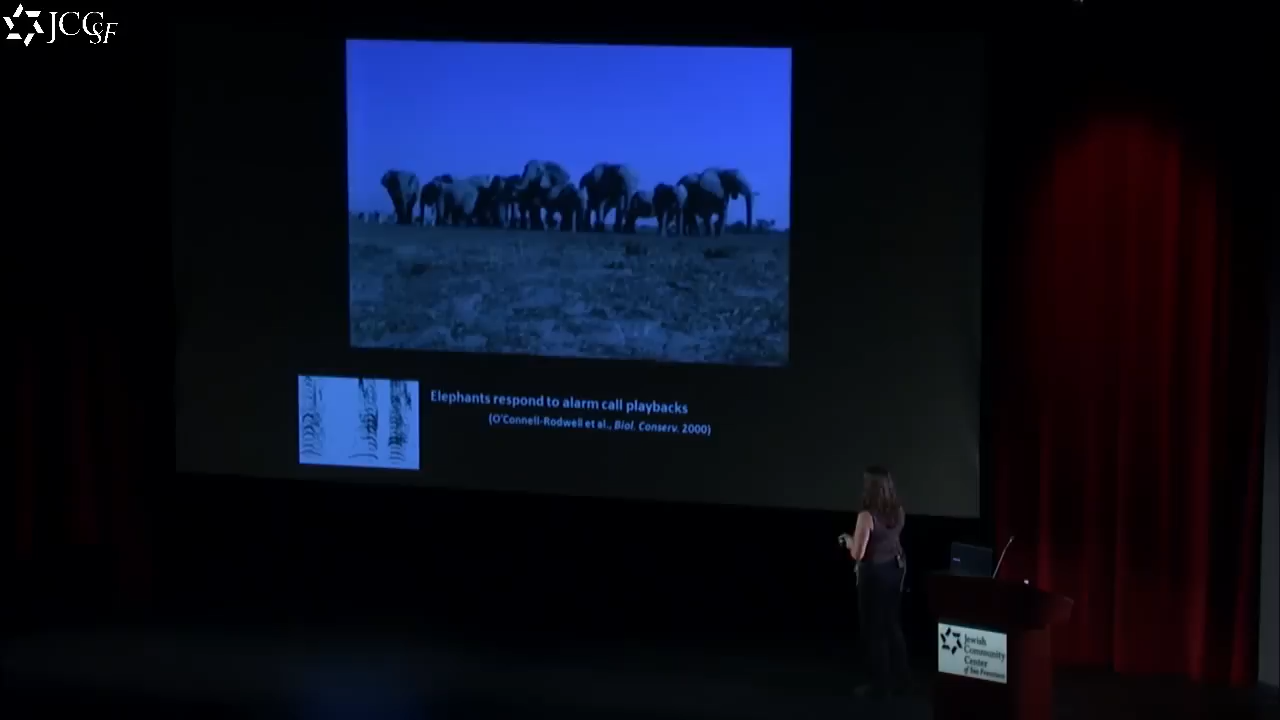 JCCSF
Elephants respond to alarm call playbacks
(O'Connell-Rodwell et al., Biol. Conserv. 2000)
Jewish
Community
Center
of San Francisco